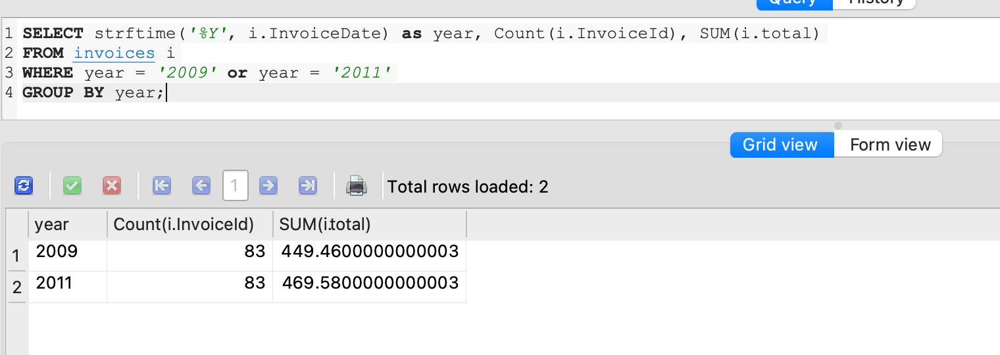 Query History
1 SELECT strftime('%Y', i.InvoiceDate) as year, Count(i.InvoiceId), SUM(i.total)
2 FROM invoices i
3 WHERE year = '2009' or year = '2011'
4 GROUP BY year;
Grid view Form view
1 Total rows loaded: 2
year Count(i.InvoiceId) SUM(i.total)
1 2009 83 449.4600000000003
2 2011 83 469.5800000000003